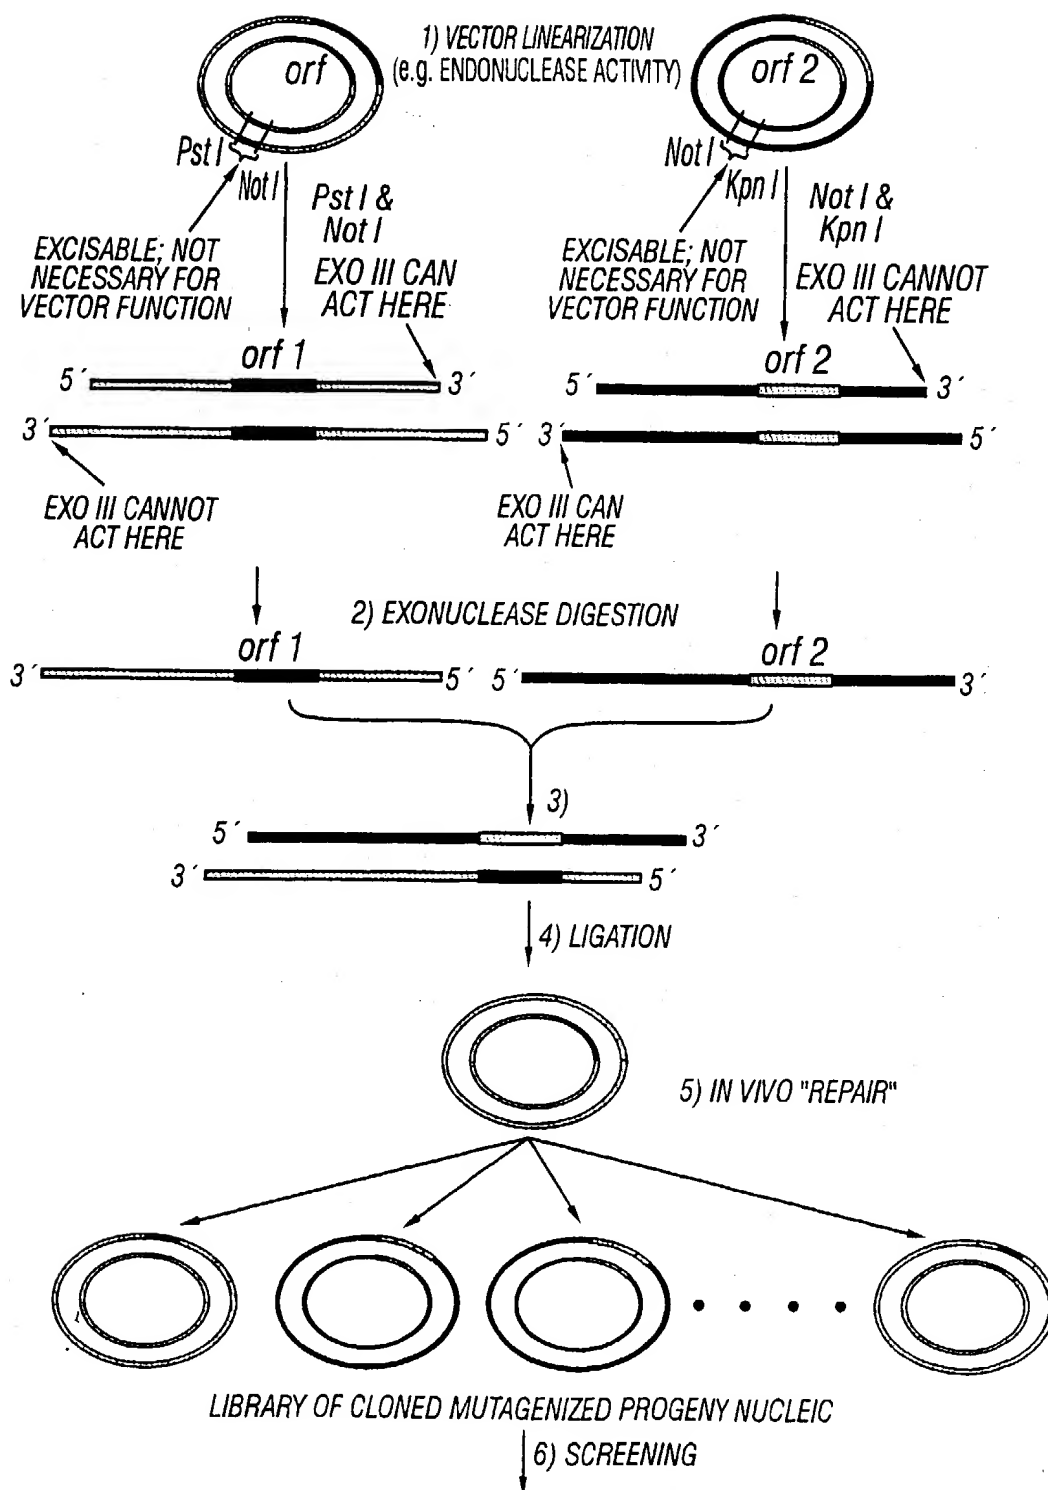 1) VECTOR LINEARIZATION
(e.g. ENDONUCLEASE ACTIVITY)
orf
Pst I
Not I
EXCISABLE; NOT
NECESSARY FOR
VECTOR FUNCTION
Pst I &
Not I
EXO III CAN
ACT HERE
orf 2
Not I
Kpn I
EXCISABLE; NOT
NECESSARY FOR
VECTOR FUNCTION
Not I &
Kpn I
EXO III CANNOT
ACT HERE
orf 1
5´ 3´
3´ 5´
EXO III CANNOT
ACT HERE
orf 2
5´ 3´
3´ 5´
EXO III CAN
ACT HERE
2) EXONUCLEASE DIGESTION
orf 1
3´ 5´
orf 2
5´ 3´
3)
5´ 3´
3´ 5´
4) LIGATION
5) IN VIVO "REPAIR"
LIBRARY OF CLONED MUTAGENIZED PROGENY NUCLEIC
6) SCREENING